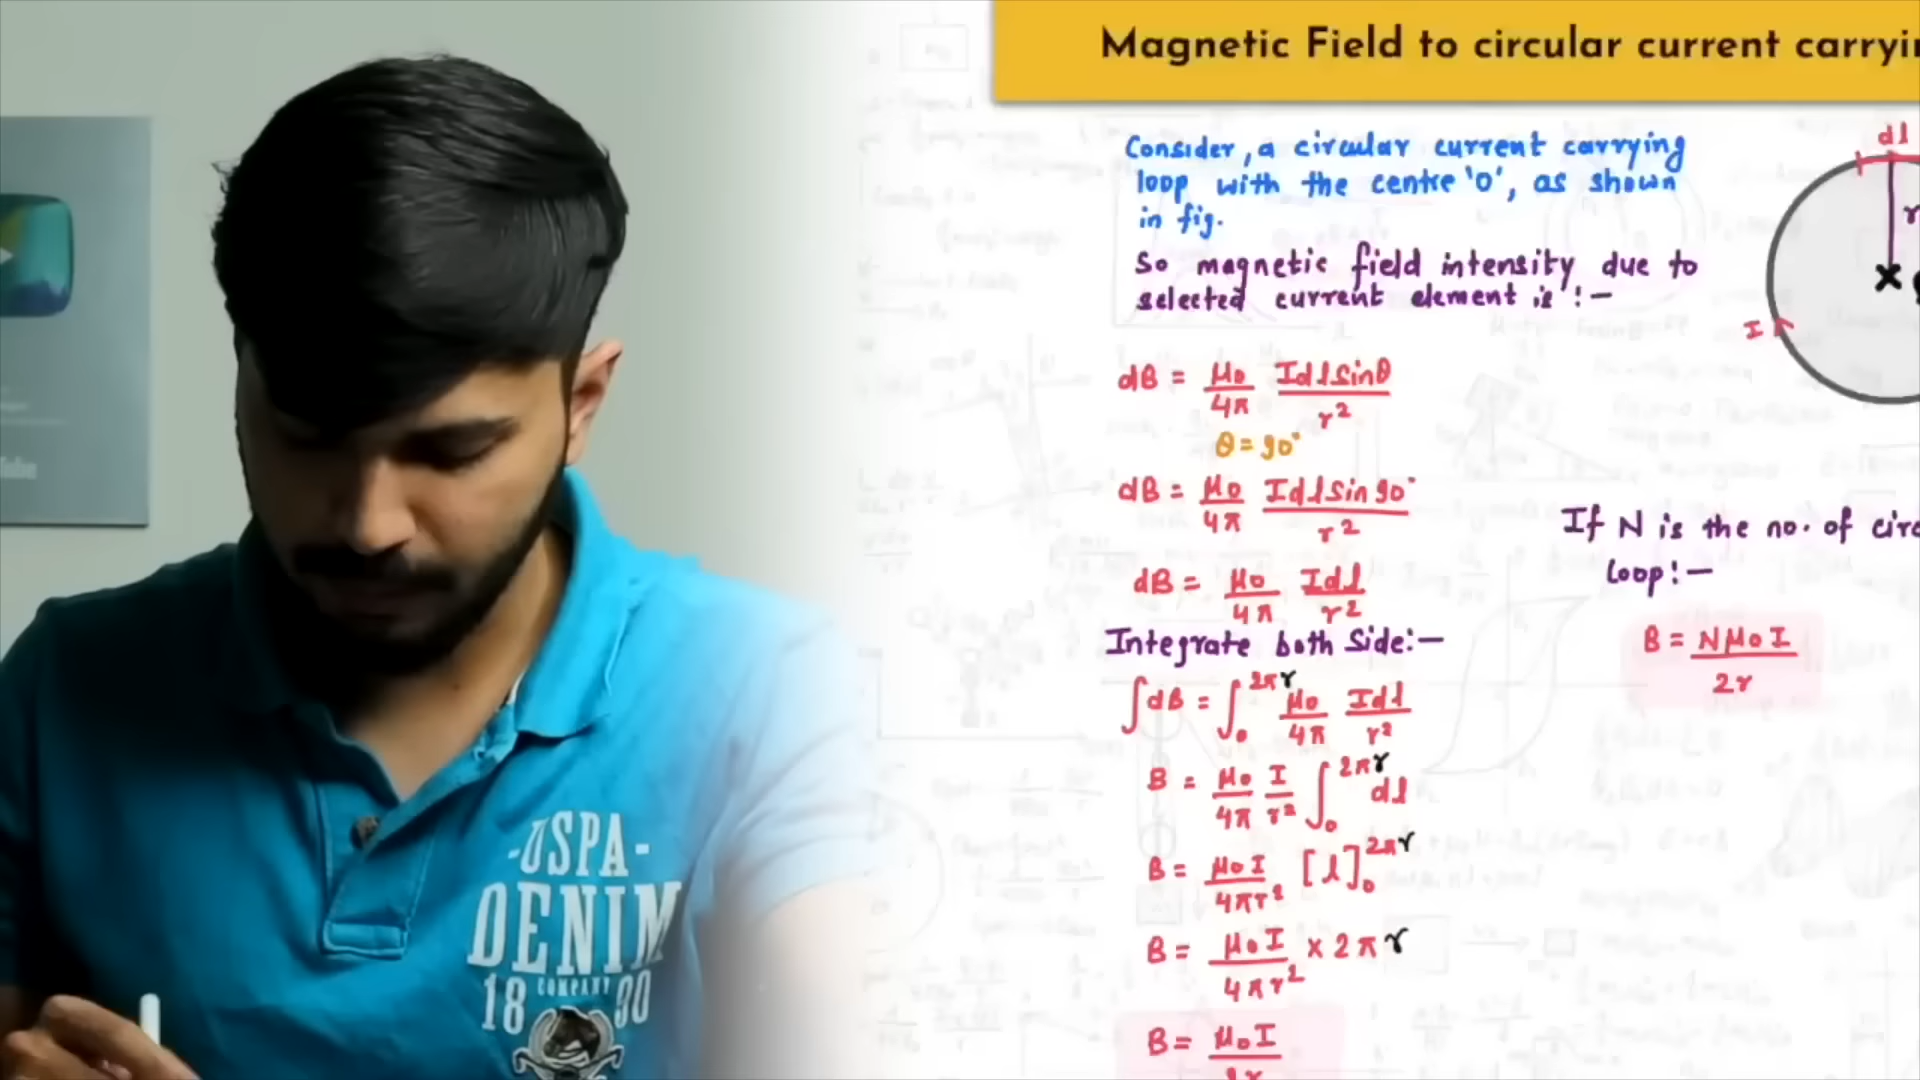 Magnetic Field to circular current
Consider, a circular current carrying
loop with the centre 'O', as shown
in fig.
So magnetic field intensity due to
selected current element is :-
dB = μ₀/4π Idl sinθ/r²
θ = 90°
dB = μ₀/4π Idl sin90°/r²
dB = μ₀/4π Idl/r²
Integrate both side:-
∫dB = ∫₀^2πr μ₀/4π Idl/r²
B = μ₀/4π I/r² ∫₀^2πr dl
B = μ₀I/4πr² [l]₀^2πr
B = μ₀I/4πr² × 2πr
B = μ₀I
dl
r
×
I
If N is the no. of
loop:-
B = Nμ₀I/2r
-USPA-
DENIM
COMPANY
18 90